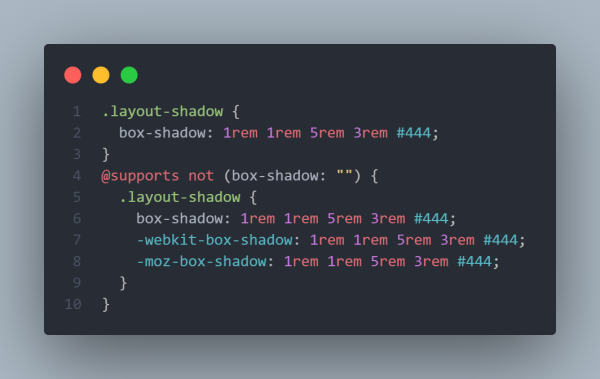 1 .layout-shadow {
2   box-shadow: 1rem 1rem 5rem 3rem #444;
3 }
4 @supports not (box-shadow: "") {
5   .layout-shadow {
6     box-shadow: 1rem 1rem 5rem 3rem #444;
7     -webkit-box-shadow: 1rem 1rem 5rem 3rem #444;
8     -moz-box-shadow: 1rem 1rem 5rem 3rem #444;
9   }
10 }